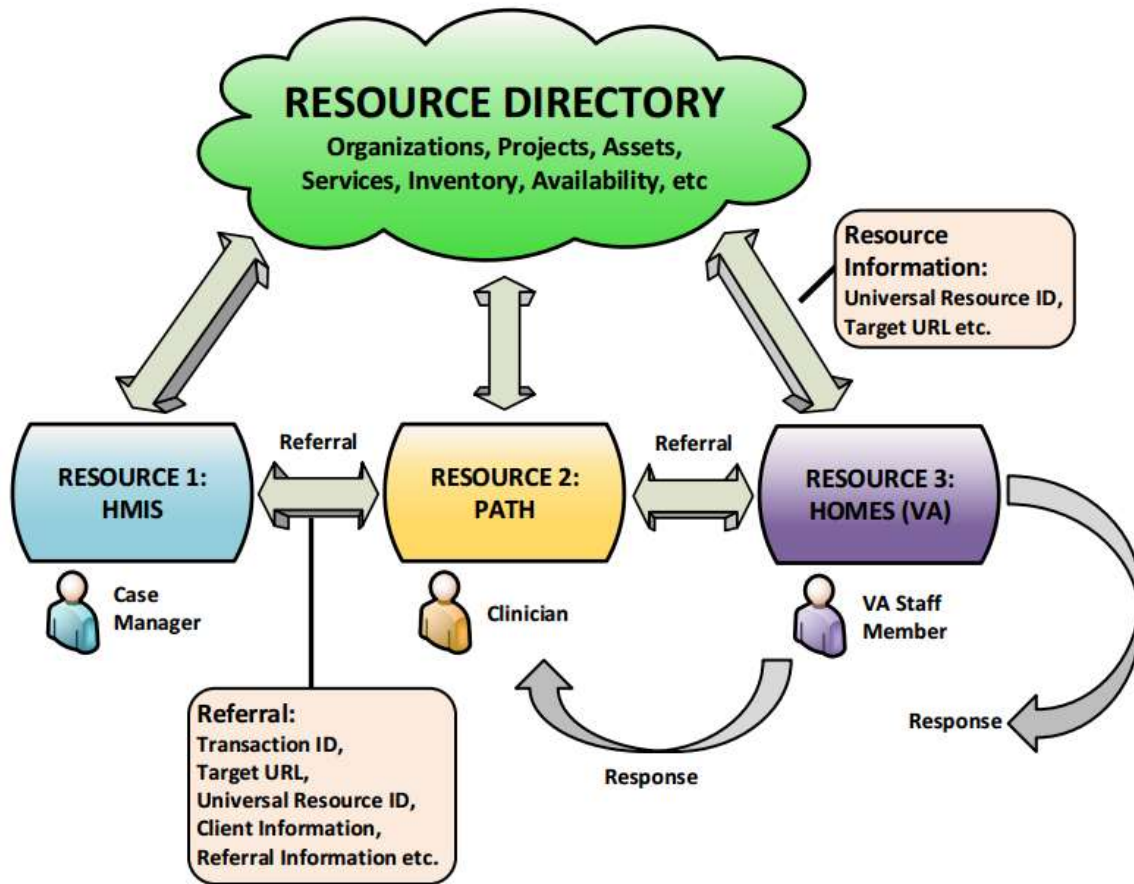 RESOURCE DIRECTORY
Organizations, Projects, Assets,
Services, Inventory, Availability, etc
Resource
Information:
Universal Resource ID,
Target URL etc.
Referral
Referral
RESOURCE 1:
HMIS
RESOURCE 2:
PATH
RESOURCE 3:
HOMES (VA)
Case
Manager
Clinician
VA Staff
Member
Referral:
Transaction ID,
Target URL,
Universal Resource ID,
Client Information,
Referral Information etc.
Response
Response